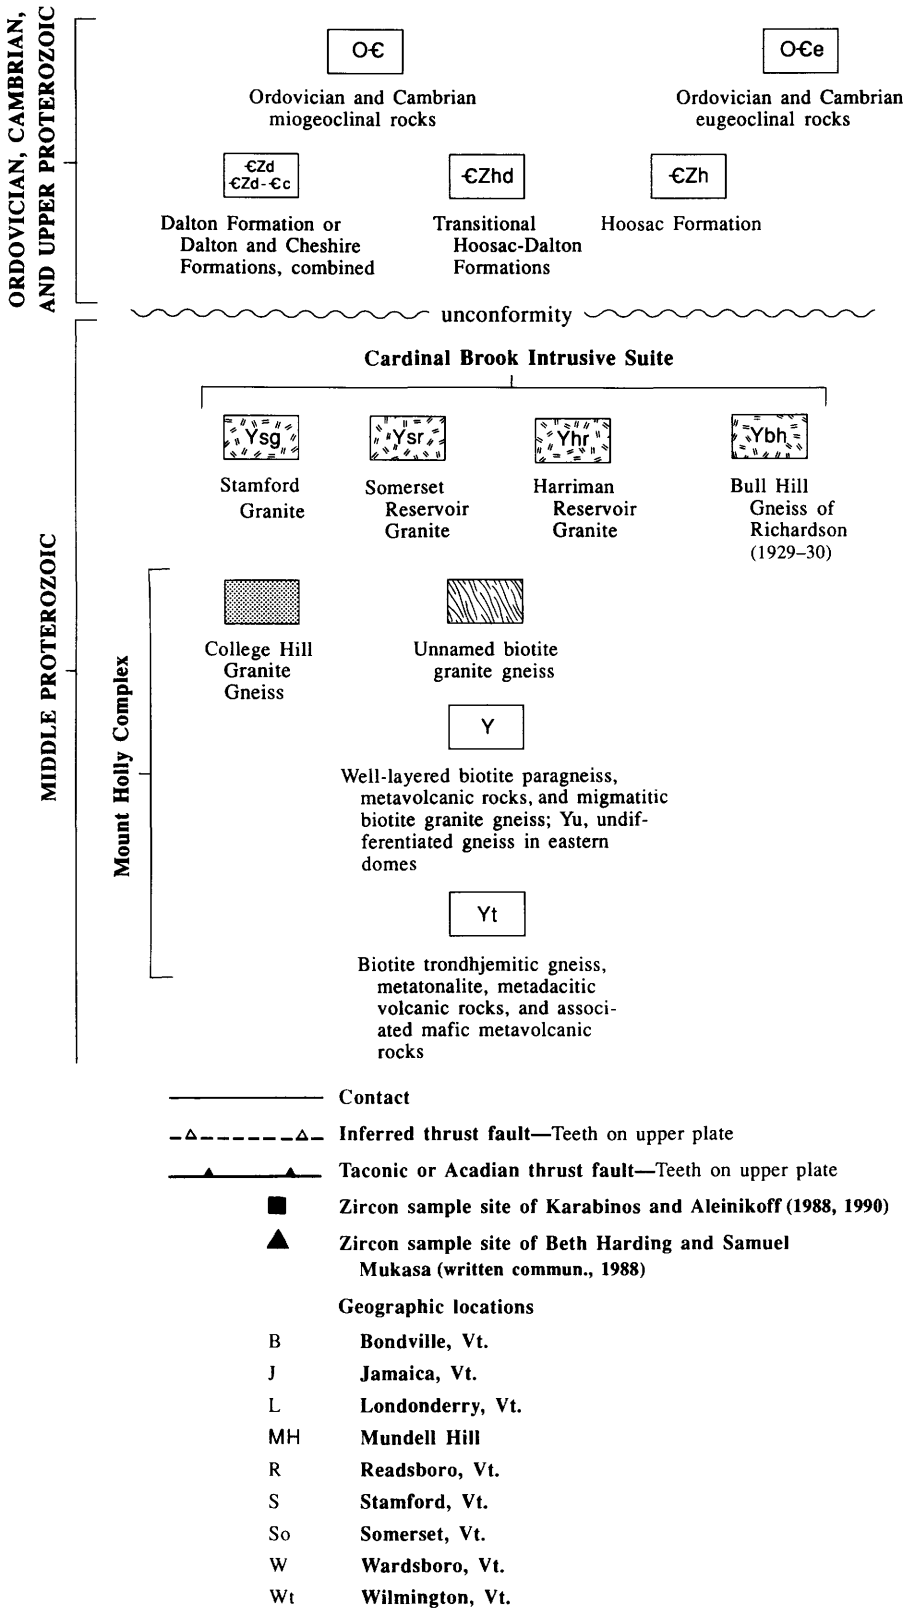 ORDOVICIAN, CAMBRIAN,
AND UPPER PROTEROZOIC
O-Є
Ordovician and Cambrian
miogeoclinal rocks
O-Єe
Ordovician and Cambrian
eugeoclinal rocks
ЄZd
ЄZd-Єc
Dalton Formation or
Dalton and Cheshire
Formations, combined
ЄZhd
Transitional
Hoosac-Dalton
Formations
ЄZh
Hoosac Formation
unconformity
MIDDLE PROTEROZOIC
Cardinal Brook Intrusive Suite
Ysg
Stamford
Granite
Ysr
Somerset
Reservoir
Granite
Yhr
Harriman
Reservoir
Granite
Ybh
Bull Hill
Gneiss of
Richardson
(1929–30)
Mount Holly Complex
College Hill
Granite
Gneiss
Unnamed biotite
granite gneiss
Y
Well-layered biotite paragneiss,
metavolcanic rocks, and migmatitic
biotite granite gneiss; Yu, undif-
ferentiated gneiss in eastern
domes
Yt
Biotite trondhjemitic gneiss,
metatonalite, metadacitic
volcanic rocks, and associ-
ated mafic metavolcanic
rocks
Contact
Inferred thrust fault—Teeth on upper plate
Taconic or Acadian thrust fault—Teeth on upper plate
Zircon sample site of Karabinos and Aleinikoff (1988, 1990)
Zircon sample site of Beth Harding and Samuel
Mukasa (written commun., 1988)
Geographic locations
B Bondville, Vt.
J Jamaica, Vt.
L Londonderry, Vt.
MH Mundell Hill
R Readsboro, Vt.
S Stamford, Vt.
So Somerset, Vt.
W Wardsboro, Vt.
Wt Wilmington, Vt.